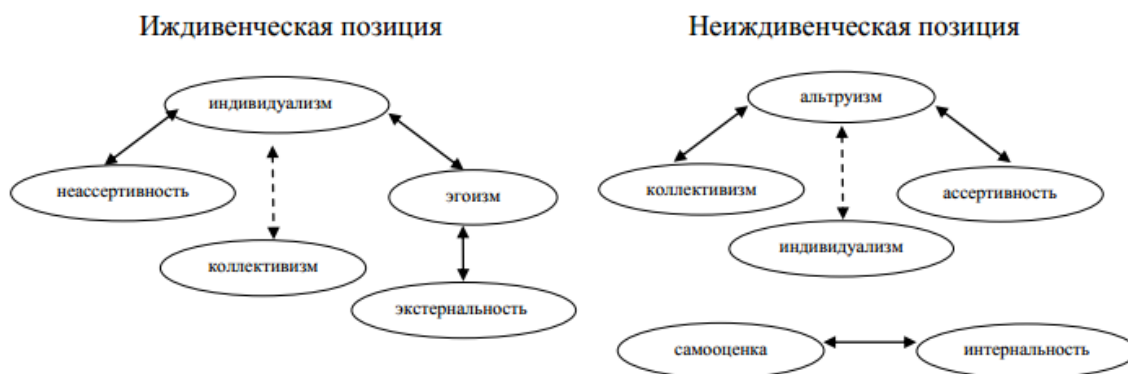 Иждивенческая позиция
индивидуализм
неассертивность
эгоизм
коллективизм
экстернальность
Неиждивенческая позиция
альтруизм
коллективизм
ассертивность
индивидуализм
самооценка
интернальность